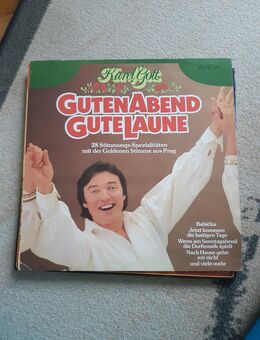 Karel Gott
AMIGA
GUTEN ABEND
GUTE LAUNE
28 Stimmungs-Spezialitäten
mit der Goldenen Stimme aus Prag
Babička
Jetzt kommen
die lustigen Tage
Wenn am Sonntagabend
die Dorfmusik spielt
Nach Hause gehn
wir nicht
und viele mehr